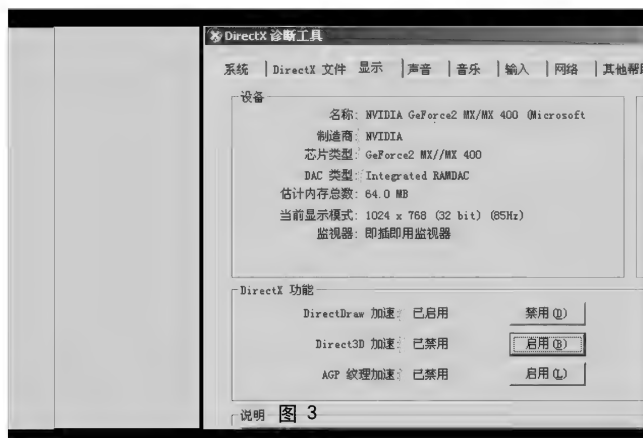 DirectX 诊断工具
系统 DirectX 文件 显示 声音 音乐 输入 网络 其他帮
设备
名称: NVIDIA GeForce2 MX/MX 400 (Microsoft
制造商: NVIDIA
芯片类型: GeForce2 MX//MX 400
DAC 类型: Integrated RAMDAC
估计内存总数: 64.0 MB
当前显示模式: 1024 x 768 (32 bit) (85Hz)
监视器: 即插即用监视器
DirectX 功能
DirectDraw 加速: 已启用 禁用(D)
Direct3D 加速: 已禁用 启用(B)
AGP 纹理加速: 已禁用 启用(L)
说明 图 3